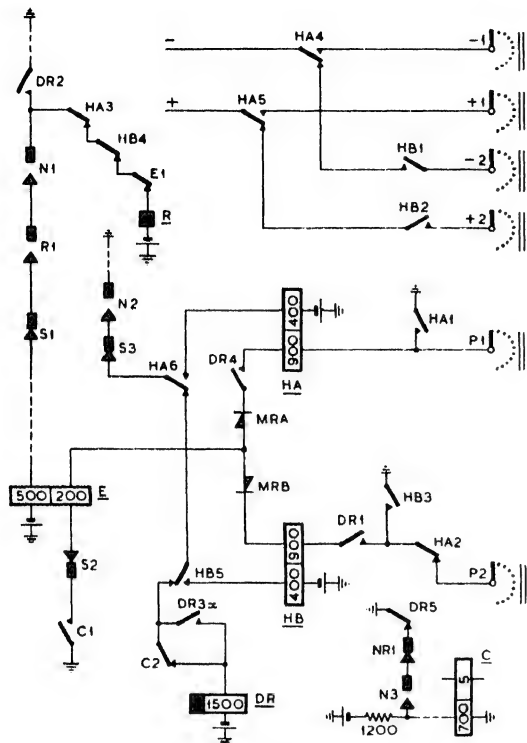 DR2
HA3
HB4
E1
N1
R
R1
N2
S1
S3
- HA4 -1
+ HA5 +1
HB1 -2
HB2 +2
400
900
HA
HA1
P1
DR4
HA6
MRA
MRB
500 200 E
S2
C1
HB5
DR3α
C2
1500 DR
900
400
HB
DR1
HB3
HA2
P2
DR5
NR1
N3
C
5
700
1200